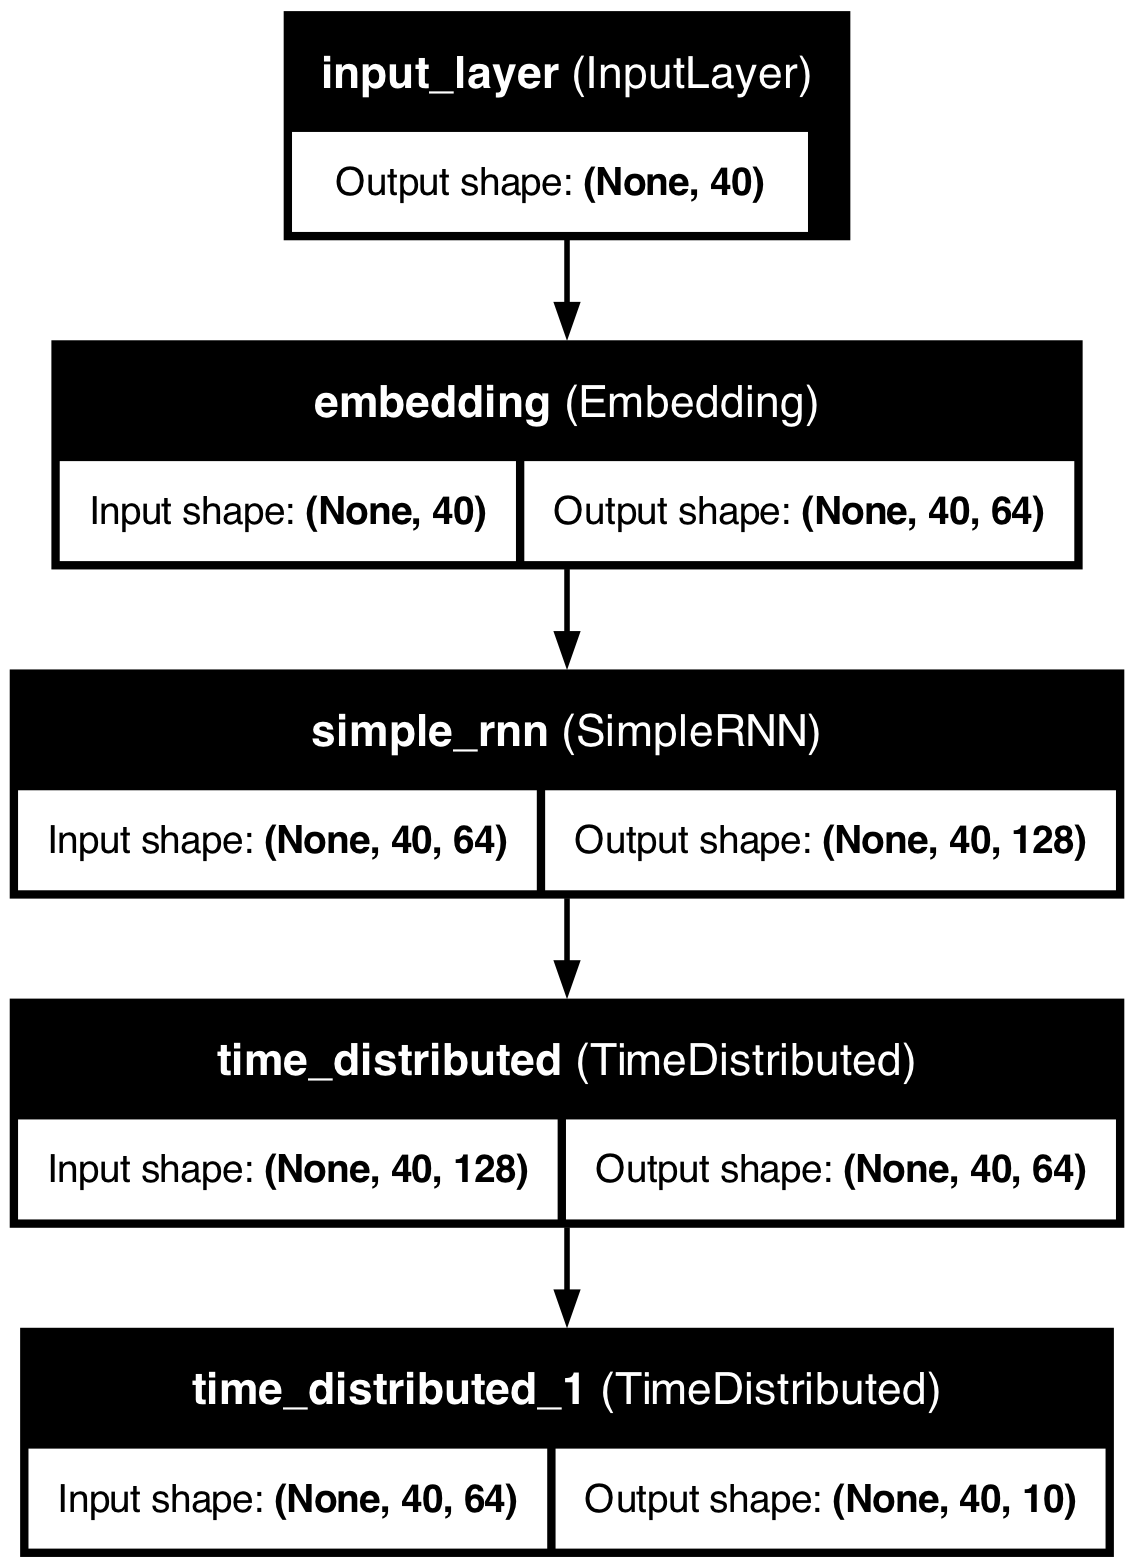 input_layer (InputLayer)
Output shape: (None, 40)
embedding (Embedding)
Input shape: (None, 40) Output shape: (None, 40, 64)
simple_rnn (SimpleRNN)
Input shape: (None, 40, 64) Output shape: (None, 40, 128)
time_distributed (TimeDistributed)
Input shape: (None, 40, 128) Output shape: (None, 40, 64)
time_distributed_1 (TimeDistributed)
Input shape: (None, 40, 64) Output shape: (None, 40, 10)